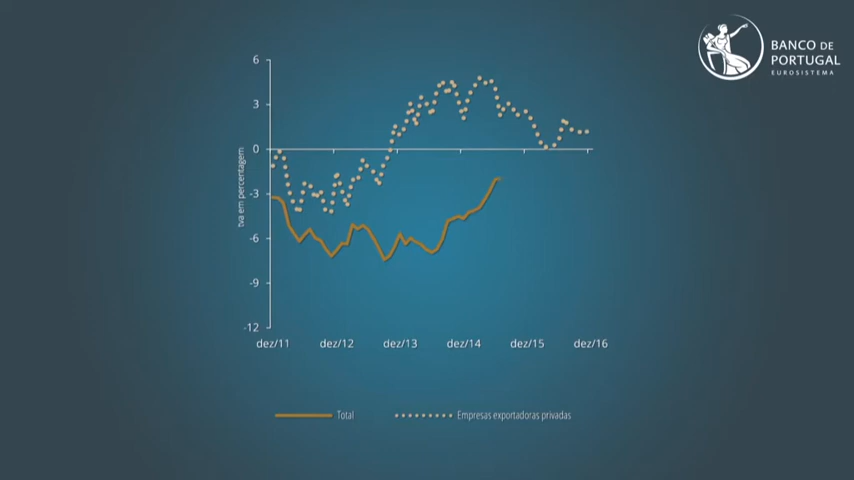 BANCO DE
PORTUGAL
EUROSISTEMA
6
3
0
-3
-6
-9
-12
tva em percentagem
dez/11 dez/12 dez/13 dez/14 dez/15 dez/16
Total Empresas exportadoras privadas